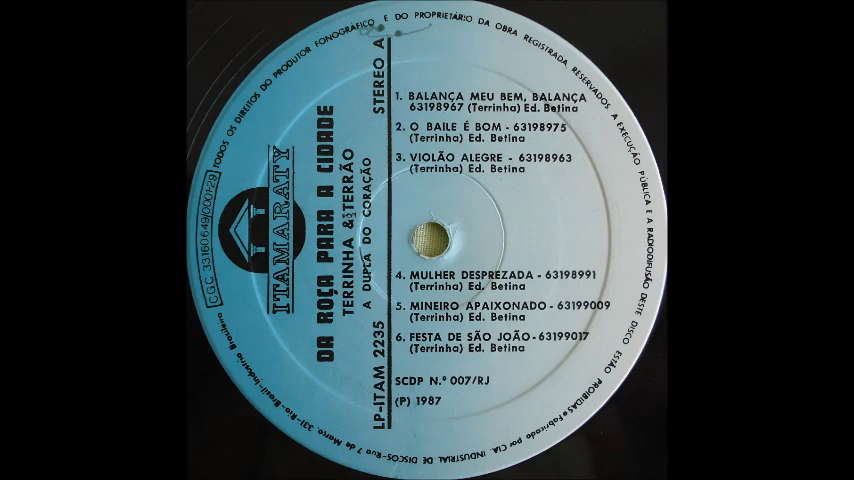 TODOS OS DIREITOS DO PRODUTOR FONOGRÁFICO E DO PROPRIETÁRIO DA OBRA REGISTRADA RESERVADOS. A EXECUÇÃO PÚBLICA E A RADIODIFUSÃO DESTE DISCO ESTÃO PROIBIDAS • Fabricado por CIA. INDUSTRIAL DE DISCOS-Rua 7 de Março, 33j-Rio-Brasil-Industria Brasileira
C.G.C. 33160649/0001-29
ITAMARATY
DA ROÇA PARA A CIDADE
TERRINHA & TERRÃO
A DUPLA DO CORAÇÃO
LP-ITAM 2235
STEREO A
1. BALANÇA MEU BEM, BALANÇA
63198967 (Terrinha) Ed. Betina
2. O BAILE É BOM - 63198975
(Terrinha) Ed. Betina
3. VIOLÃO ALEGRE - 63198963
(Terrinha) Ed. Betina
4. MULHER DESPREZADA - 63198991
(Terrinha) Ed. Betina
5. MINEIRO APAIXONADO - 63199009
(Terrinha) Ed. Betina
6. FESTA DE SÃO JOÃO - 63199017
(Terrinha) Ed. Betina
SCDP N.º 007/RJ
(P) 1987